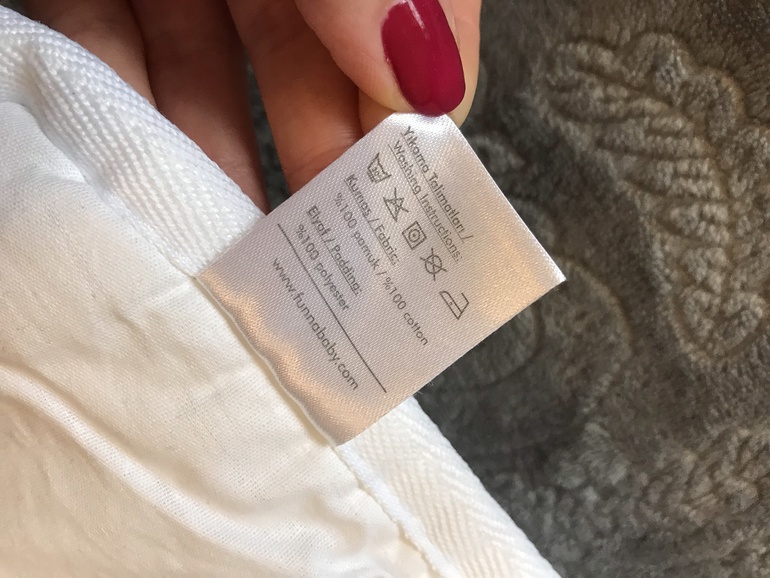 Yıkama Talimatları /
Washing Instructions:
Kumaş / Fabric:
%100 pamuk / %100 cotton
Elyaf / Padding:
%100 polyester
www.funnababy.com